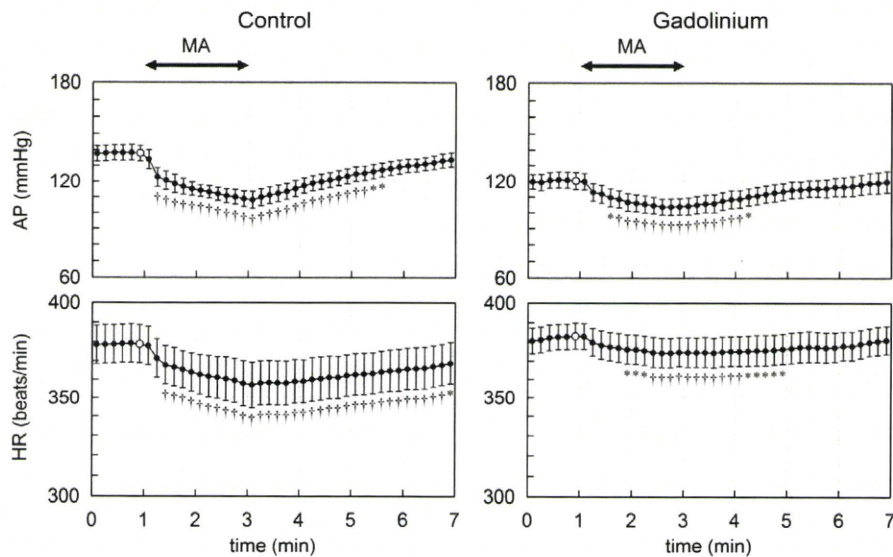 Control
Gadolinium
MA
MA
180
120
60
AP (mmHg)
††††††††††††††††††††††††**
180
120
60
*†††††††††††††††*
400
360
300
HR (beats/min)
†††††††††††††††††††††††††††††††††*
400
360
300
***†††††††††††*****
0 1 2 3 4 5 6 7
time (min)
0 1 2 3 4 5 6 7
time (min)